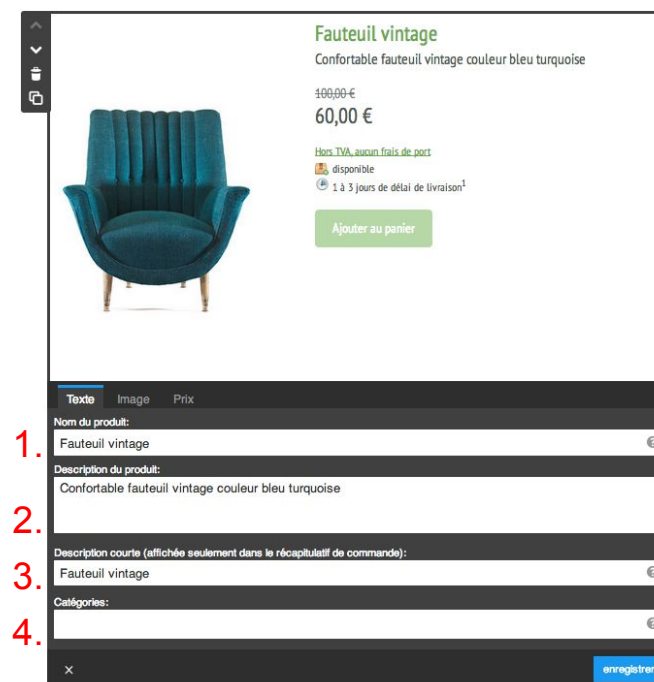 Fauteuil vintage
Confortable fauteuil vintage couleur bleu turquoise
100,00 €
60,00 €
Hors TVA, aucun frais de port
disponible
1 à 3 jours de délai de livraison¹
Ajouter au panier
Texte Image Prix
Nom du produit:
1. Fauteuil vintage
Description du produit:
Confortable fauteuil vintage couleur bleu turquoise
2.
Description courte (affichée seulement dans le récapitulatif de commande):
3. Fauteuil vintage
Catégories:
4.
enregistrer